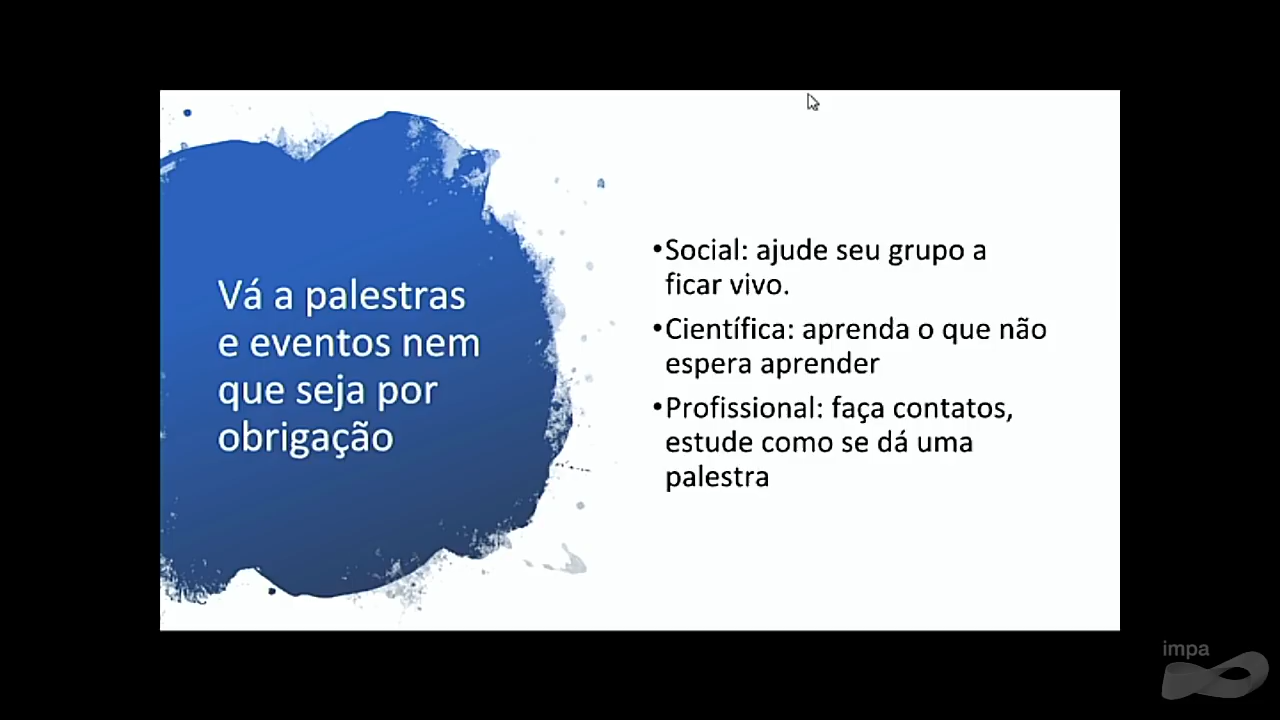 Vá a palestras
e eventos nem
que seja por
obrigação
•Social: ajude seu grupo a
ficar vivo.
•Científica: aprenda o que não
espera aprender
•Profissional: faça contatos,
estude como se dá uma
palestra
impa